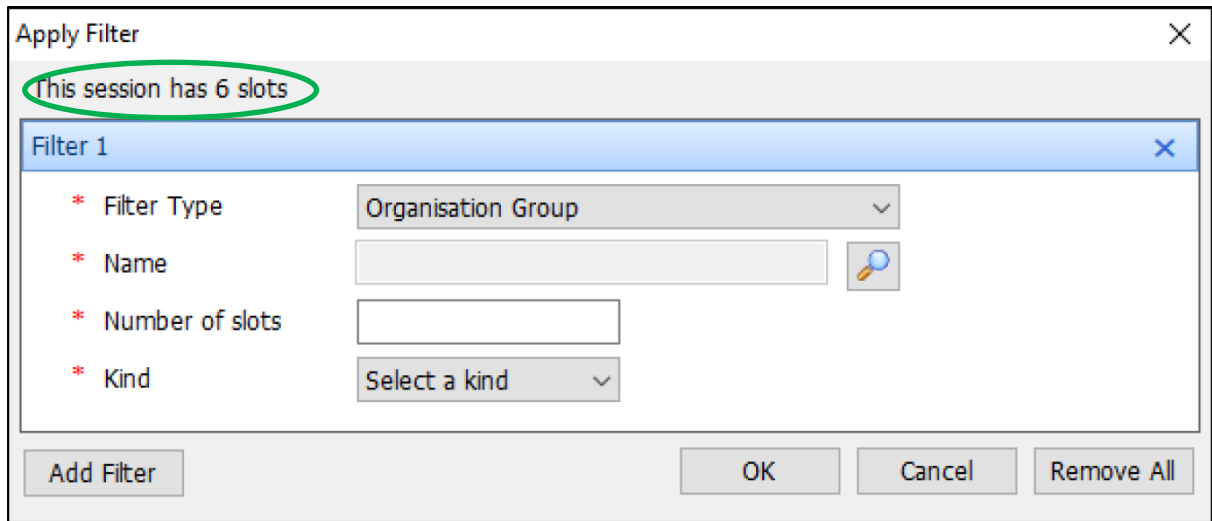 Apply Filter
This session has 6 slots
Filter 1
* Filter Type Organisation Group
* Name
* Number of slots
* Kind Select a kind
Add Filter OK Cancel Remove All